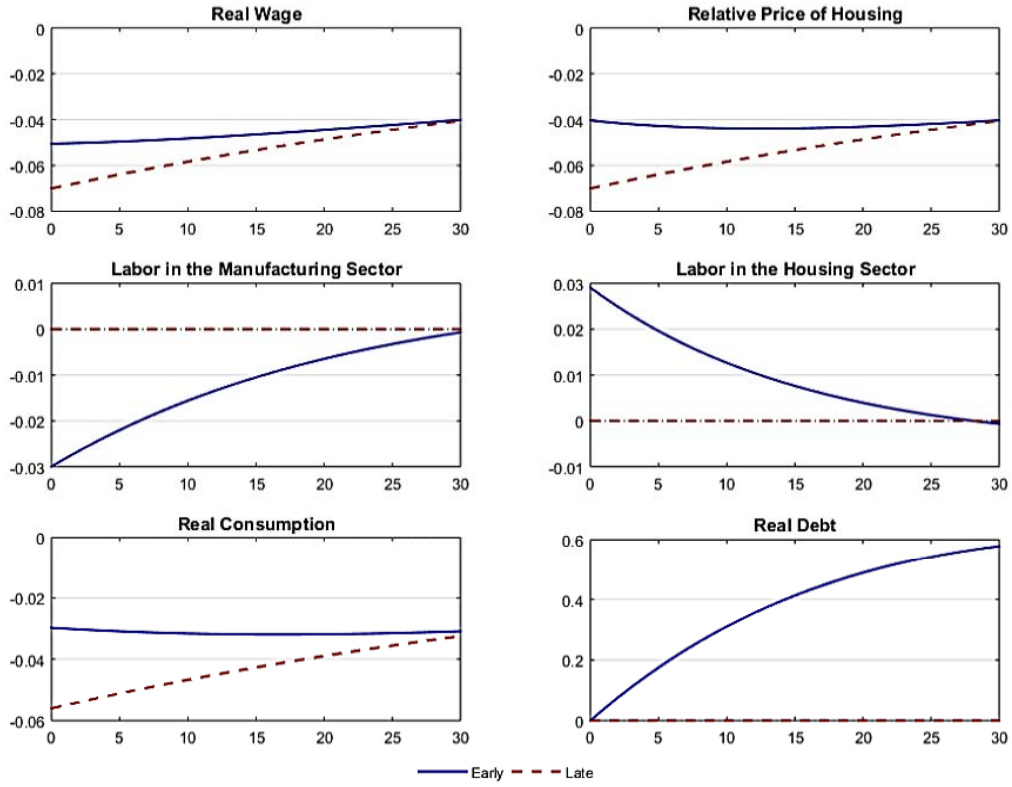 Real Wage
0
-0.02
-0.04
-0.06
-0.08
0 5 10 15 20 25 30
Relative Price of Housing
0
-0.02
-0.04
-0.06
-0.08
0 5 10 15 20 25 30
Labor in the Manufacturing Sector
0.01
0
-0.01
-0.02
-0.03
0 5 10 15 20 25 30
Labor in the Housing Sector
0.03
0.02
0.01
0
-0.01
0 5 10 15 20 25 30
Real Consumption
0
-0.02
-0.04
-0.06
0 5 10 15 20 25 30
Real Debt
0.6
0.4
0.2
0
0 5 10 15 20 25 30
Early Late